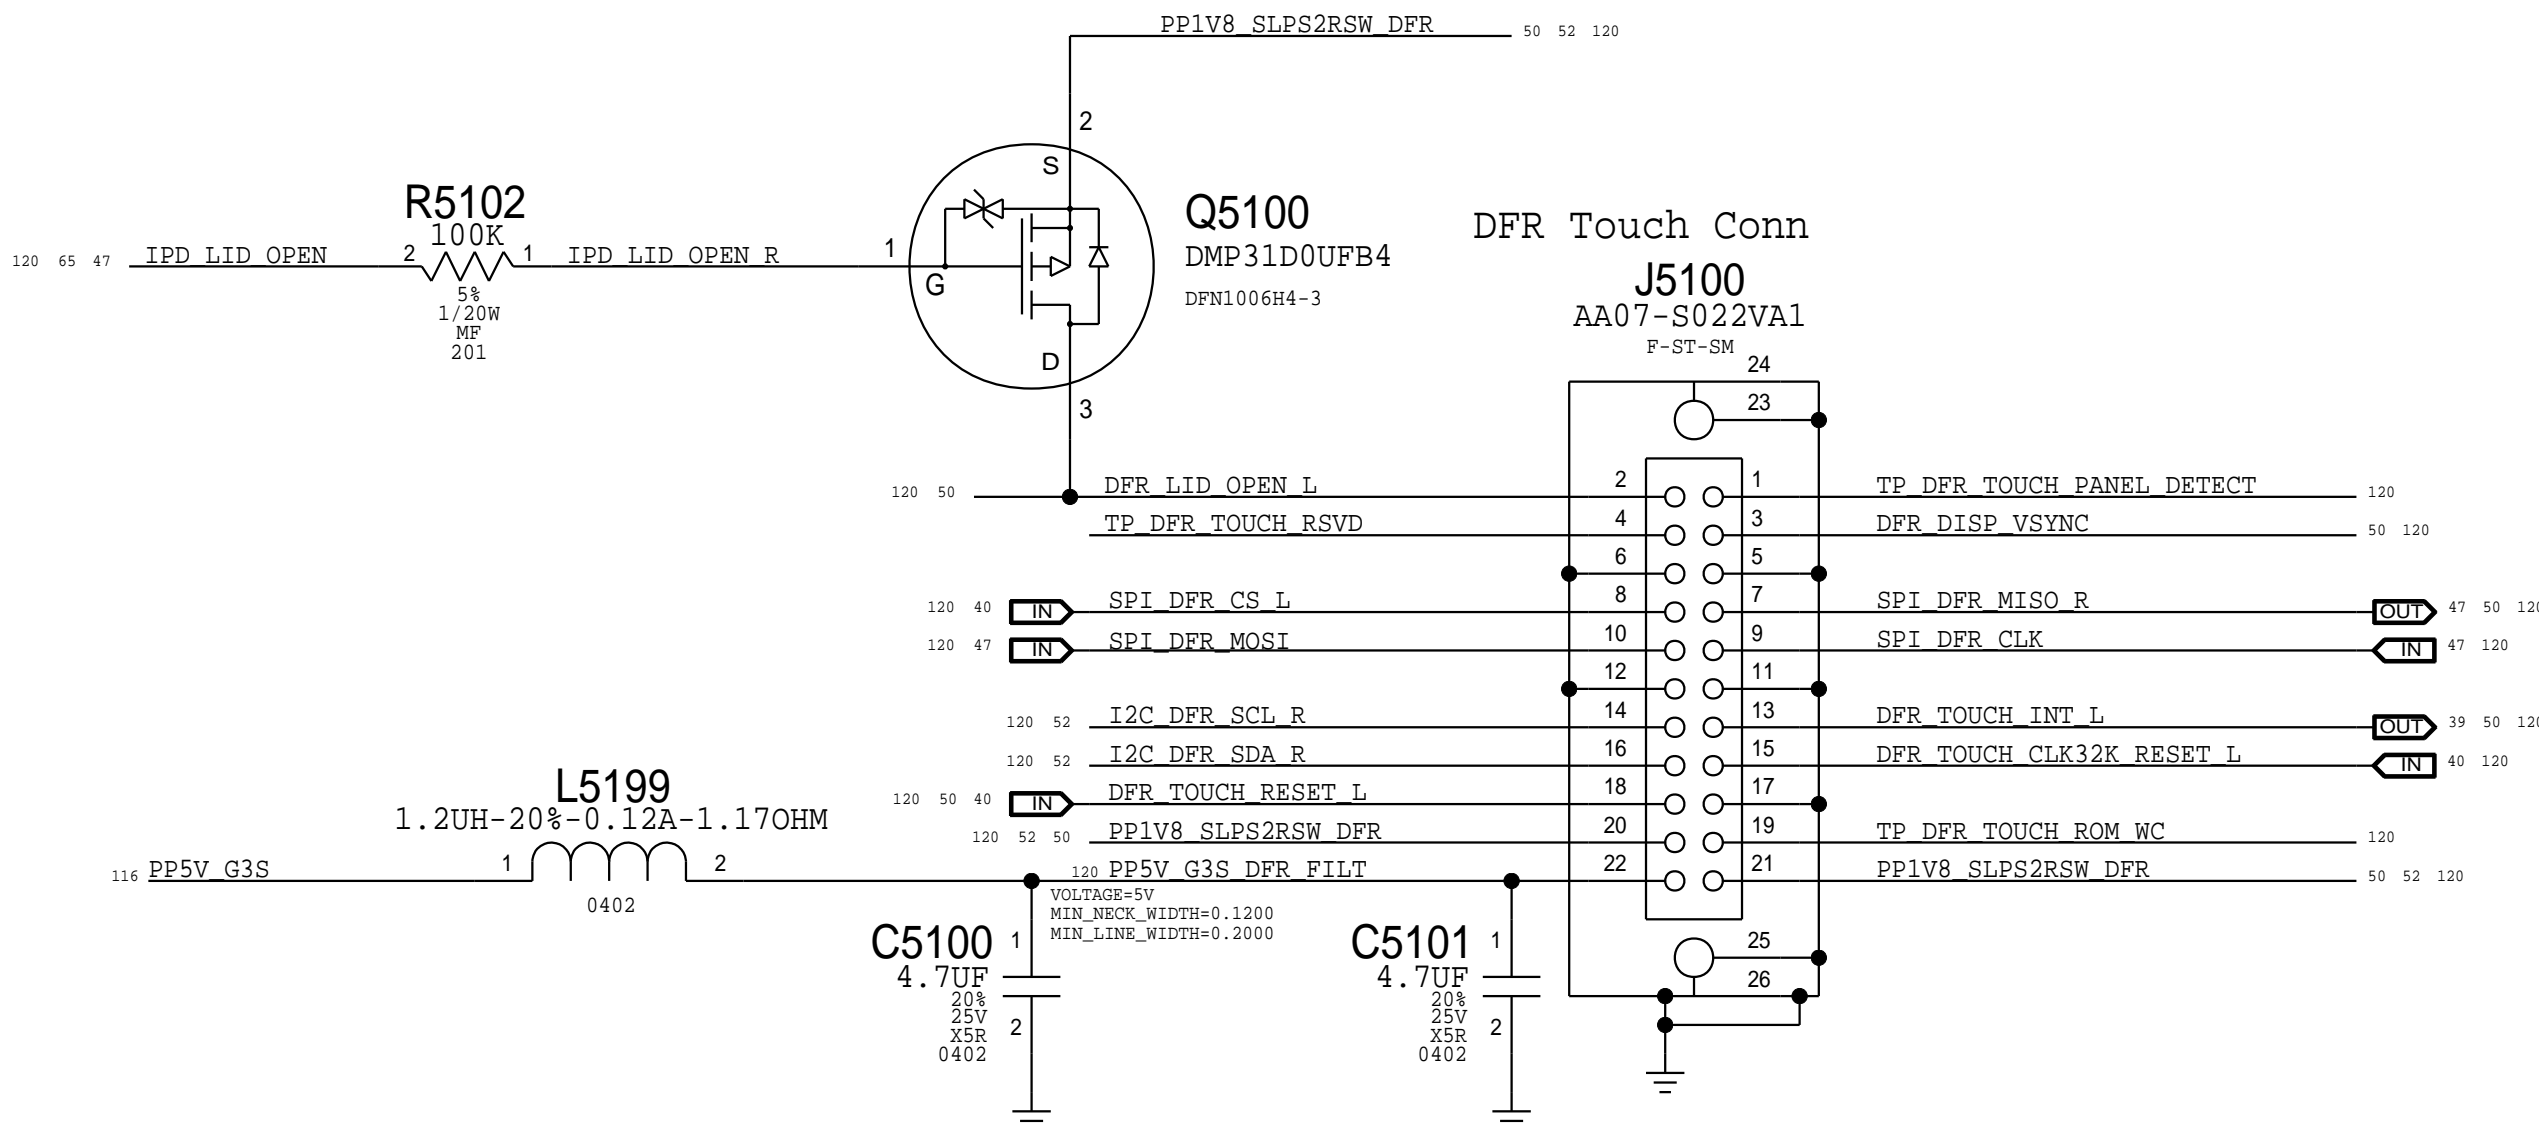 PP1V8_SLPS2RSW_DFR 50 52 120
2
S
R5102
100K
120 65 47 IPD_LID_OPEN 2 1 IPD_LID_OPEN_R 1
5%
1/20W
MF
201
G
D
3
Q5100
DMP31D0UFB4
DFN1006H4-3
DFR Touch Conn
J5100
AA07-S022VA1
F-ST-SM
24
23
120 50 DFR_LID_OPEN_L 2 1 TP_DFR_TOUCH_PANEL_DETECT 120
TP_DFR_TOUCH_RSVD 4 3 DFR_DISP_VSYNC 50 120
6 5
120 40 IN SPI_DFR_CS_L 8 7 SPI_DFR_MISO_R OUT 47 50 120
120 47 IN SPI_DFR_MOSI 10 9 SPI_DFR_CLK IN 47 120
12 11
120 52 I2C_DFR_SCL_R 14 13 DFR_TOUCH_INT_L OUT 39 50 120
120 52 I2C_DFR_SDA_R 16 15 DFR_TOUCH_CLK32K_RESET_L IN 40 120
120 50 40 IN DFR_TOUCH_RESET_L 18 17
120 52 50 PP1V8_SLPS2RSW_DFR 20 19 TP_DFR_TOUCH_ROM_WC 120
L5199
1.2UH-20%-0.12A-1.17OHM
116 PP5V_G3S 1 2 120 PP5V_G3S_DFR_FILT 22 21 PP1V8_SLPS2RSW_DFR 50 52 120
0402
VOLTAGE=5V
MIN_NECK_WIDTH=0.1200
MIN_LINE_WIDTH=0.2000
C5100 1
4.7UF
20%
25V
X5R
0402
2
C5101 1
4.7UF
20%
25V
X5R
0402
2
25
26